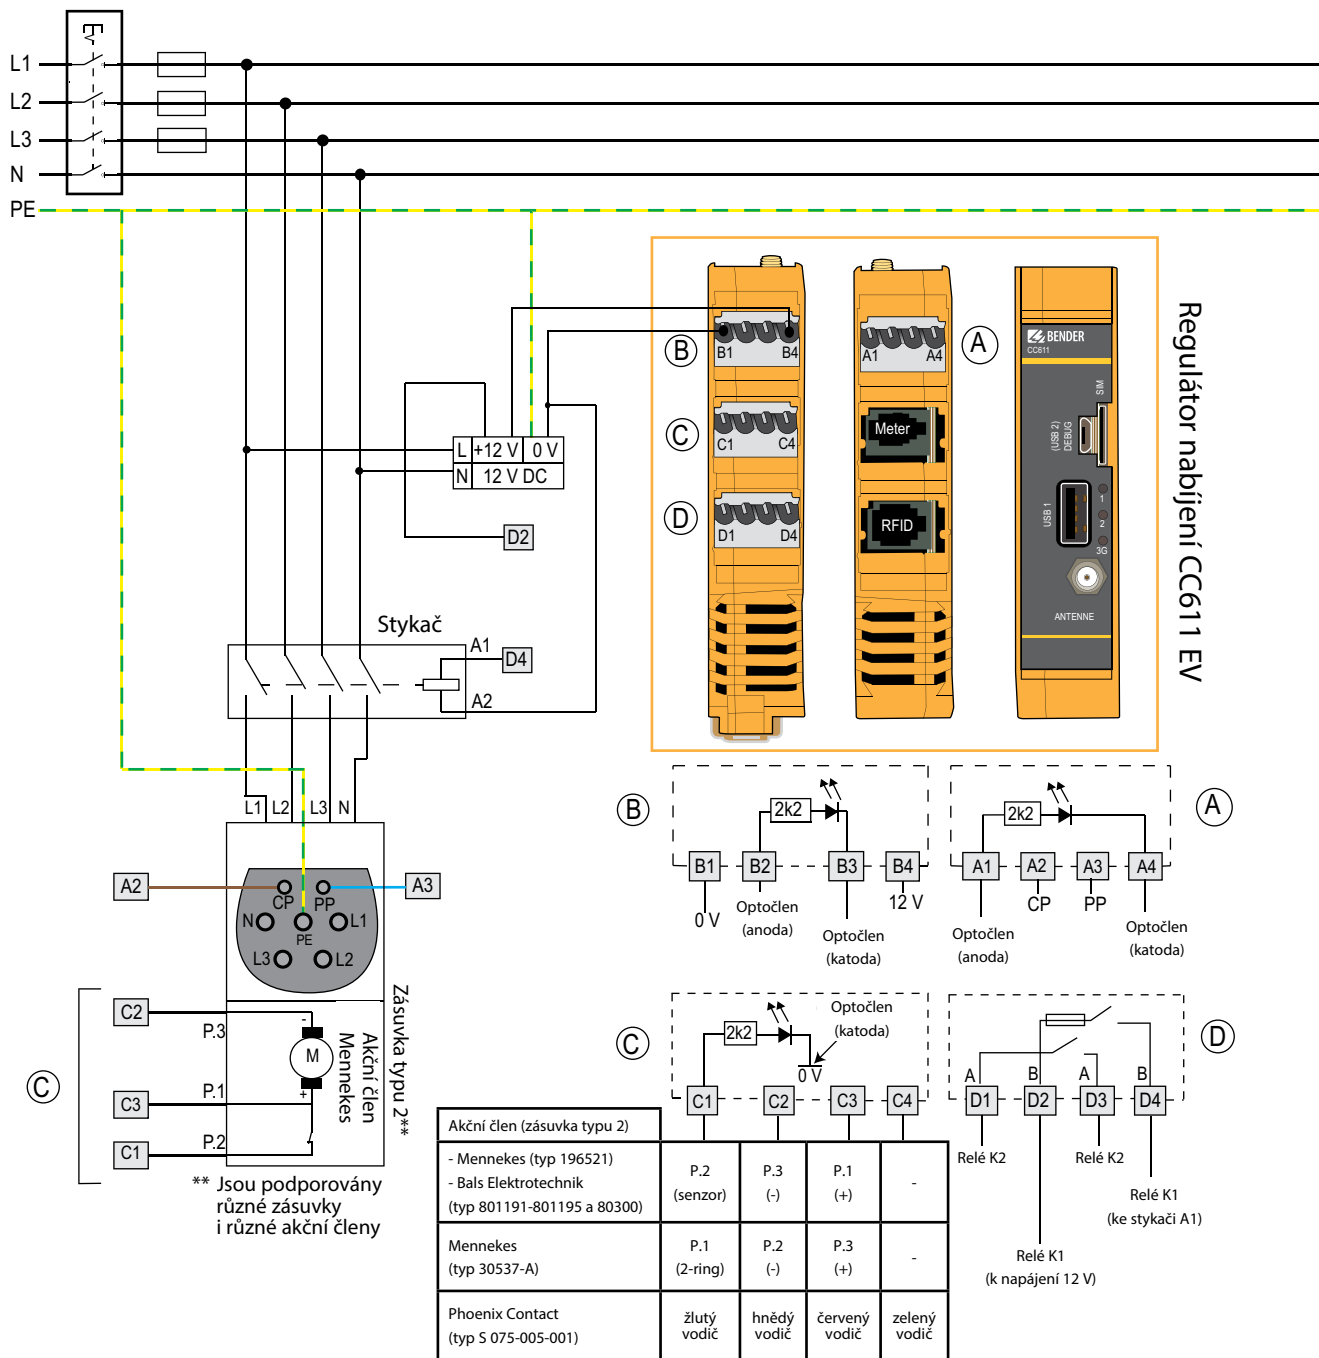 L1
L2
L3
N
PE
B
B1
B4
C
C1
C4
D
D1
D4
A
A1
A4
Meter
RFID
BENDER
CC611
SIM
(USB 2)
DEBUG
USB 1
1
2
3G
ANTENNE
Regulátor nabíjení CC611 EV
L
+12 V
0 V
N
12 V DC
D2
Stykač
A1
D4
A2
L1
L2
L3
N
A2
A3
CP
PP
N
PE
L1
L3
L2
C2
P.3
C
C3
P.1
C1
P.2
-
M
+
Akční člen
Mennekes
Zásuvka typu 2**
** Jsou podporovány
různé zásuvky
i různé akční členy
B
2k2
B1
B2
B3
B4
0 V
Optočlen
(anoda)
Optočlen
(katoda)
12 V
A
2k2
A1
A2
A3
A4
Optočlen
(anoda)
CP
PP
Optočlen
(katoda)
C
2k2
Optočlen
(katoda)
0 V
C1
C2
C3
C4
D
A
B
A
B
D1
D2
D3
D4
Relé K2
Relé K2
Relé K1
(ke stykači A1)
Relé K1
(k napájení 12 V)
Akční člen (zásuvka typu 2)
- Mennekes (typ 196521)
- Bals Elektrotechnik
(typ 801191-801195 a 80300)
P.2
(senzor)
P.3
(-)
P.1
(+)
-
Mennekes
(typ 30537-A)
P.1
(2-ring)
P.2
(-)
P.3
(+)
-
Phoenix Contact
(typ S 075-005-001)
žlutý
vodič
hnědý
vodič
červený
vodič
zelený
vodič